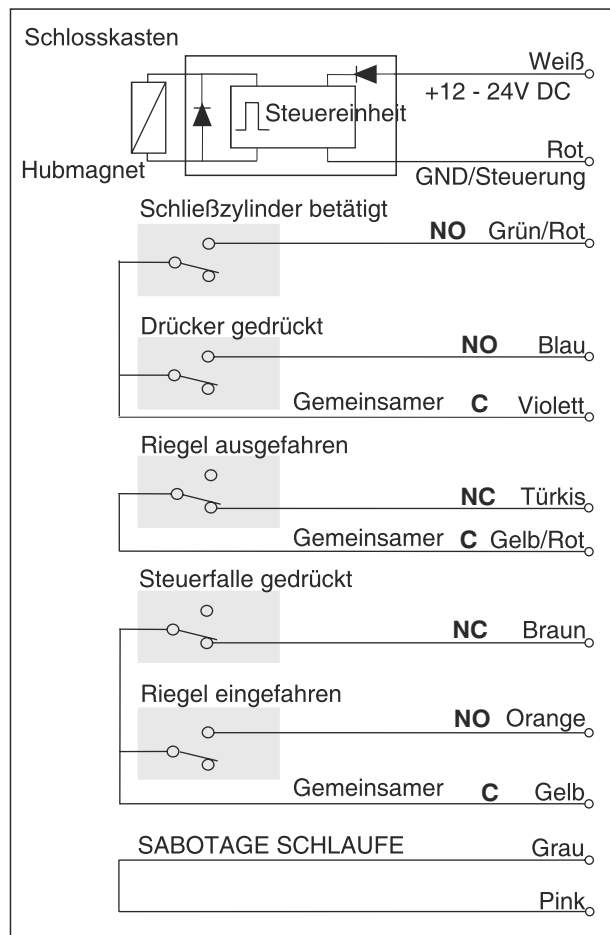 Schlosskasten
Weiß
Steuereinheit
+12 - 24V DC
Hubmagnet
Rot
GND/Steuerung
Schließzylinder betätigt
NO Grün/Rot
Drücker gedrückt
NO Blau
Gemeinsamer C Violett
Riegel ausgefahren
NC Türkis
Gemeinsamer C Gelb/Rot
Steuerfalle gedrückt
NC Braun
Riegel eingefahren
NO Orange
Gemeinsamer C Gelb
SABOTAGE SCHLAUFE Grau
Pink